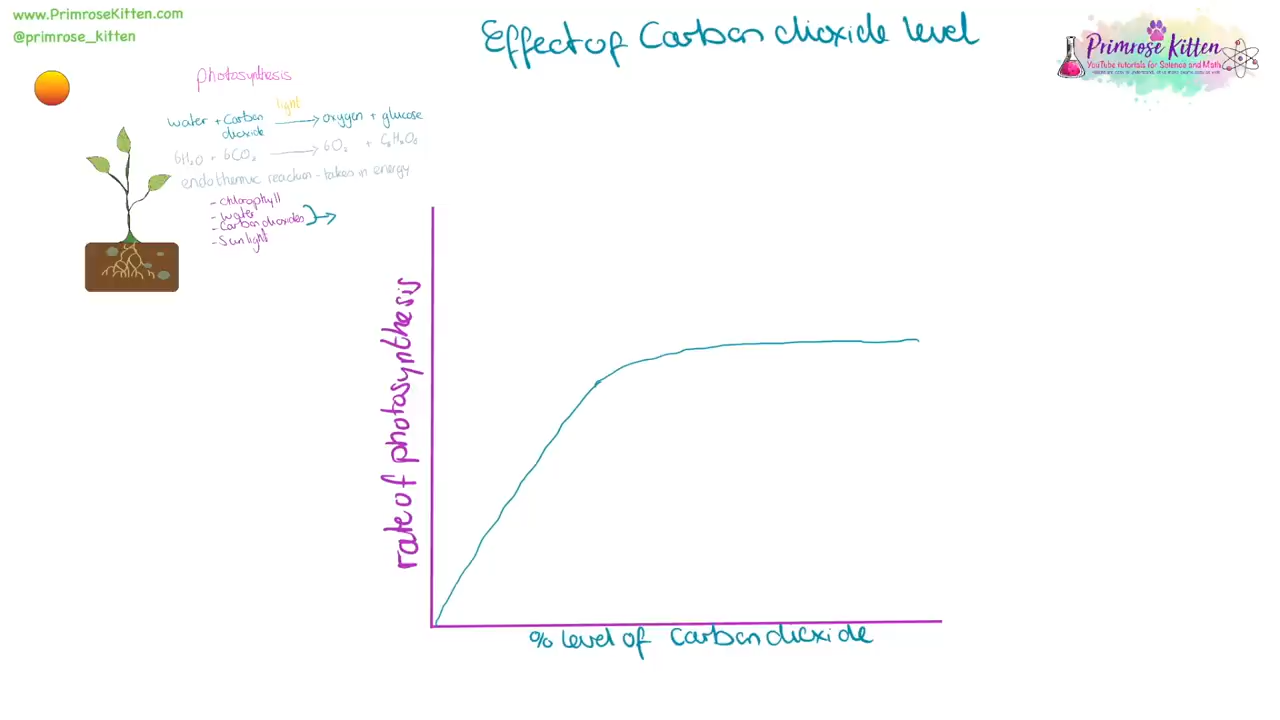 www.PrimroseKitten.com
@primrose_kitten
Effect of Carbon dioxide level
Primrose Kitten
YouTube tutorials for Science and Maths
photosynthesis
light
water + Carbon dioxide → oxygen + glucose
6H₂O + 6CO₂ → 6O₂ + C₆H₁₂O₆
endothermic reaction - takes in energy
- chlorophyll
- water
- Carbon dioxides
- Sunlight
rate of photosynthesis
% level of Carbon dioxide